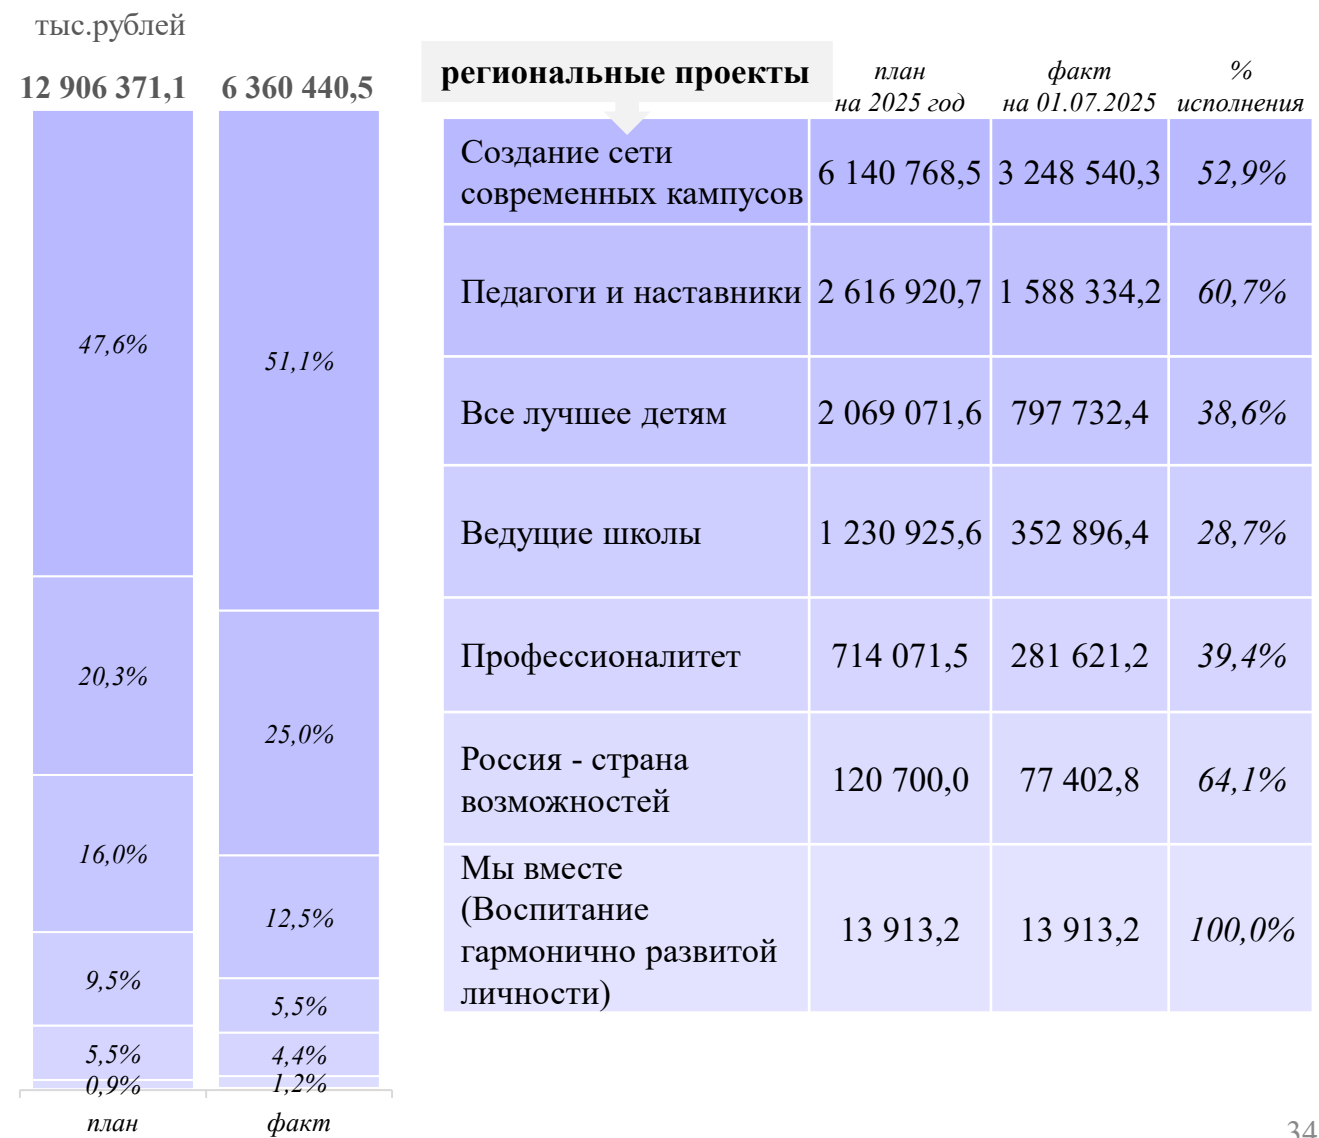 тыс.рублей
12 906 371,1
6 360 440,5
47,6%
20,3%
16,0%
9,5%
5,5%
0,9%
план
51,1%
25,0%
12,5%
5,5%
4,4%
1,2%
факт
региональные проекты
план
на 2025 год
факт
на 01.07.2025
%
исполнения
Создание сети
современных кампусов
6 140 768,5
3 248 540,3
52,9%
Педагоги и наставники
2 616 920,7
1 588 334,2
60,7%
Все лучшее детям
2 069 071,6
797 732,4
38,6%
Ведущие школы
1 230 925,6
352 896,4
28,7%
Профессионалитет
714 071,5
281 621,2
39,4%
Россия - страна
возможностей
120 700,0
77 402,8
64,1%
Мы вместе
(Воспитание
гармонично развитой
личности)
13 913,2
13 913,2
100,0%
34